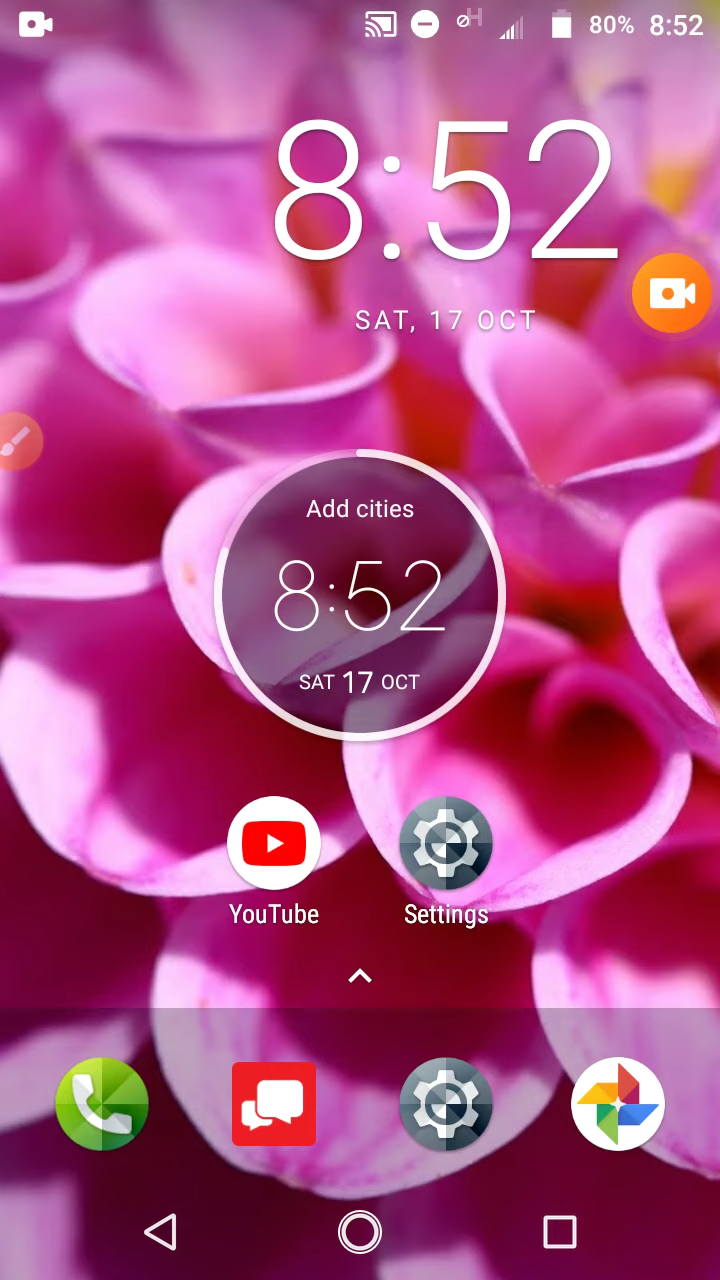 80% 8:52
8:52
SAT, 17 OCT
Add cities
8:52
SAT 17 OCT
YouTube Settings